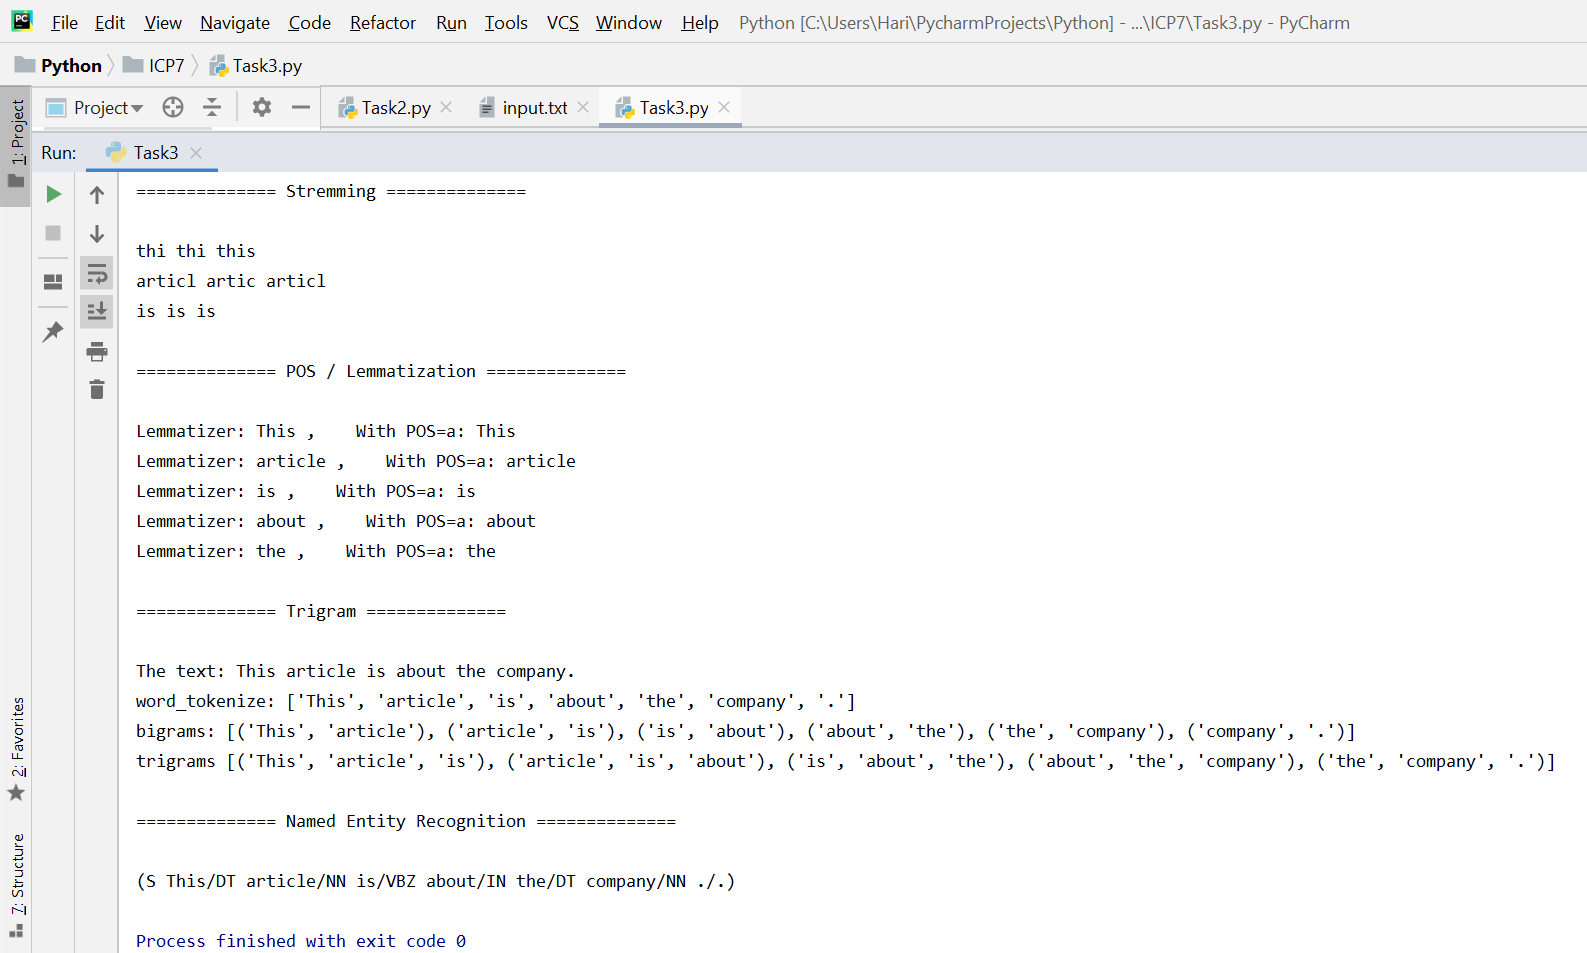 PC File Edit View Navigate Code Refactor Run Tools VCS Window Help Python [C:\Users\Hari\PycharmProjects\Python] - ...\ICP7\Task3.py - PyCharm
Python ICP7 Task3.py
1: Project
Project Task2.py input.txt Task3.py
Run: Task3
============== Stremming ==============
thi thi this
articl artic articl
is is is
============== POS / Lemmatization ==============
Lemmatizer: This ,    With POS=a: This
Lemmatizer: article ,    With POS=a: article
Lemmatizer: is ,    With POS=a: is
Lemmatizer: about ,    With POS=a: about
Lemmatizer: the ,    With POS=a: the
============== Trigram ==============
The text: This article is about the company.
word_tokenize: ['This', 'article', 'is', 'about', 'the', 'company', '.']
bigrams: [('This', 'article'), ('article', 'is'), ('is', 'about'), ('about', 'the'), ('the', 'company'), ('company', '.')]
trigrams [('This', 'article', 'is'), ('article', 'is', 'about'), ('is', 'about', 'the'), ('about', 'the', 'company'), ('the', 'company', '.')]
============== Named Entity Recognition ==============
(S This/DT article/NN is/VBZ about/IN the/DT company/NN ./.)
Process finished with exit code 0
2: Favorites
7: Structure